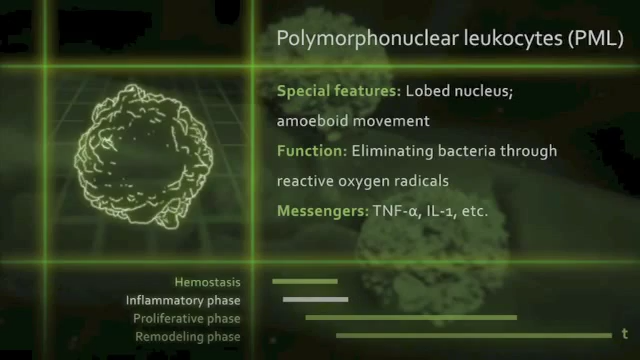 Polymorphonuclear leukocytes (PML)
Special features: Lobed nucleus;
amoeboid movement
Function: Eliminating bacteria through
reactive oxygen radicals
Messengers: TNF-α, IL-1, etc.
Hemostasis
Inflammatory phase
Proliferative phase
Remodeling phase
t